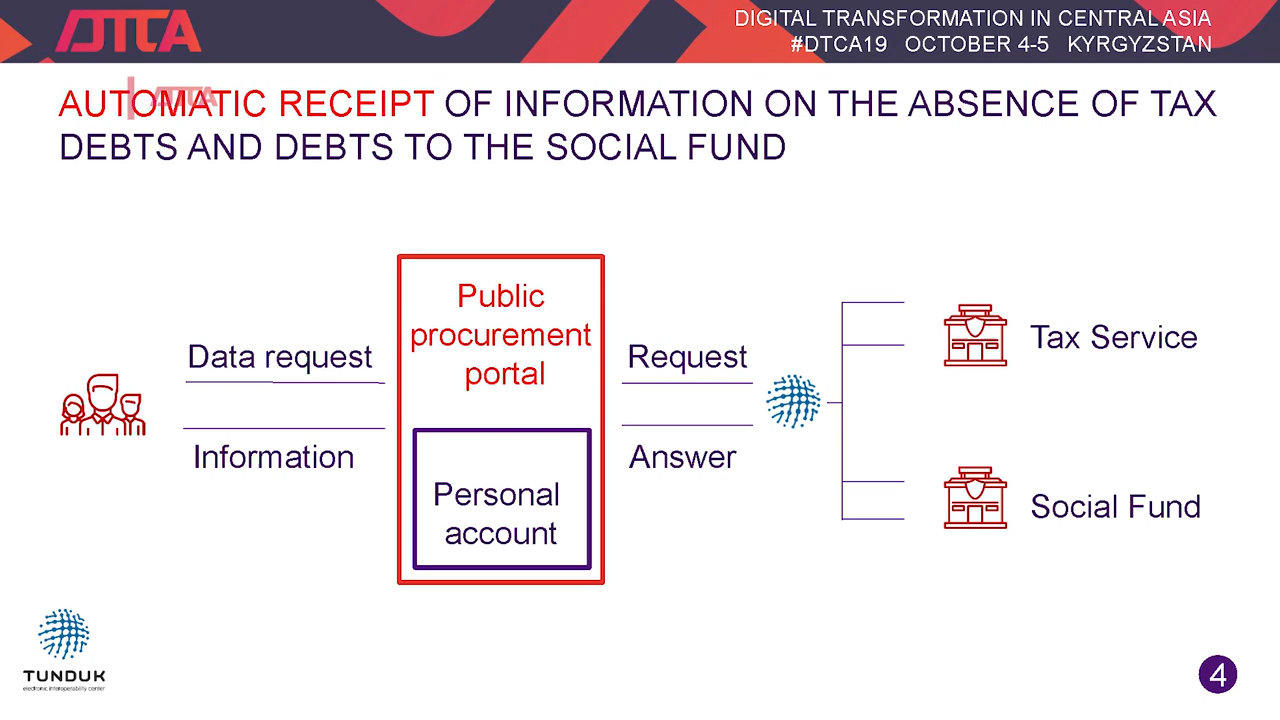 DTCA
DIGITAL TRANSFORMATION IN CENTRAL ASIA
#DTCA19 OCTOBER 4-5 KYRGYZSTAN
DTCA
AUTOMATIC RECEIPT OF INFORMATION ON THE ABSENCE OF TAX
DEBTS AND DEBTS TO THE SOCIAL FUND
Public
procurement
portal
Data request
Information
Personal
account
Request
Answer
Tax Service
Social Fund
TUNDUK
electronic interoperability center
4